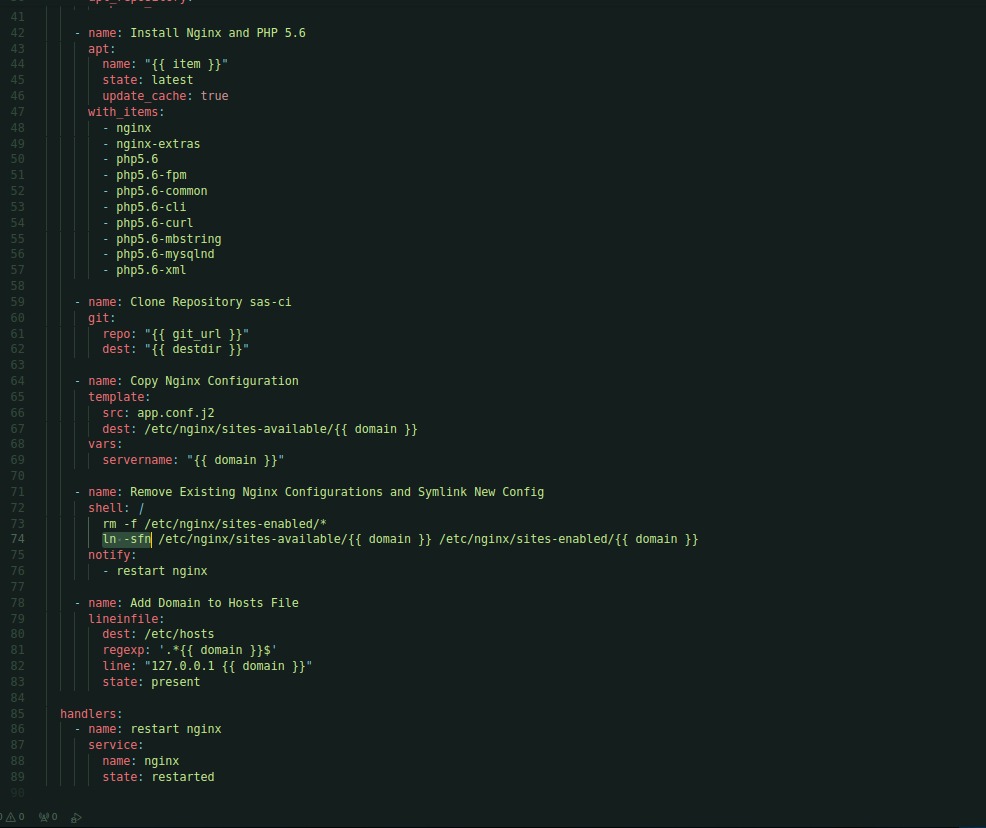 41
42 - name: Install Nginx and PHP 5.6
43 apt:
44 name: "{{ item }}"
45 state: latest
46 update_cache: true
47 with_items:
48 - nginx
49 - nginx-extras
50 - php5.6
51 - php5.6-fpm
52 - php5.6-common
53 - php5.6-cli
54 - php5.6-curl
55 - php5.6-mbstring
56 - php5.6-mysqlnd
57 - php5.6-xml
58
59 - name: Clone Repository sas-ci
60 git:
61 repo: "{{ git_url }}"
62 dest: "{{ destdir }}"
63
64 - name: Copy Nginx Configuration
65 template:
66 src: app.conf.j2
67 dest: /etc/nginx/sites-available/{{ domain }}
68 vars:
69 servername: "{{ domain }}"
70
71 - name: Remove Existing Nginx Configurations and Symlink New Config
72 shell: /
73 rm -f /etc/nginx/sites-enabled/*
74 ln -sfn /etc/nginx/sites-available/{{ domain }} /etc/nginx/sites-enabled/{{ domain }}
75 notify:
76 - restart nginx
77
78 - name: Add Domain to Hosts File
79 lineinfile:
80 dest: /etc/hosts
81 regexp: '.*{{ domain }}$'
82 line: "127.0.0.1 {{ domain }}"
83 state: present
84
85 handlers:
86 - name: restart nginx
87 service:
88 name: nginx
89 state: restarted
90
0 0